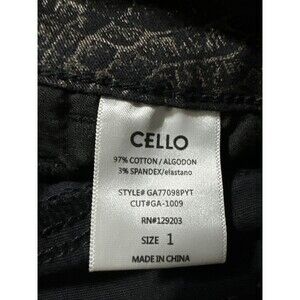 CELLO
97% COTTON / ALGODON
3% SPANDEX/elastano
STYLE# GA77098PYT
CUT#GA-1009
RN#129203
SIZE 1
MADE IN CHINA